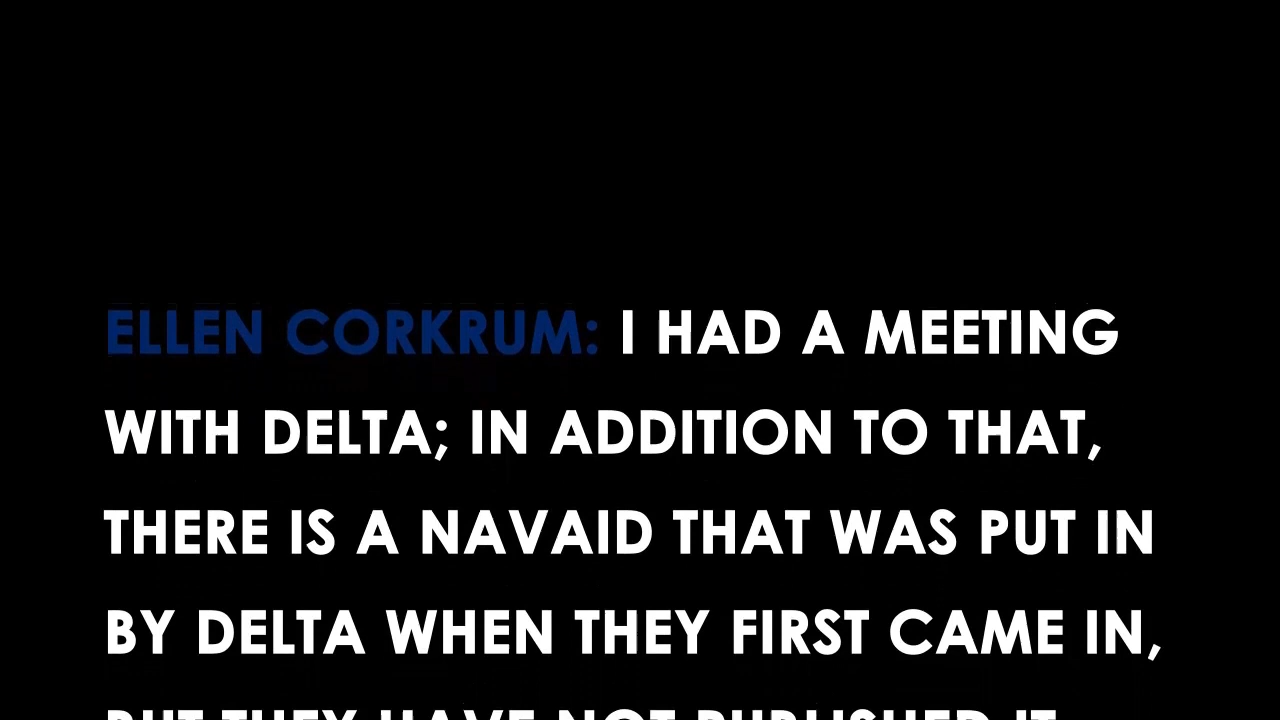 ELLEN CORKRUM: I HAD A MEETING
WITH DELTA; IN ADDITION TO THAT,
THERE IS A NAVAID THAT WAS PUT IN
BY DELTA WHEN THEY FIRST CAME IN,
BUT THEY HAVE NOT PUBLISHED IT